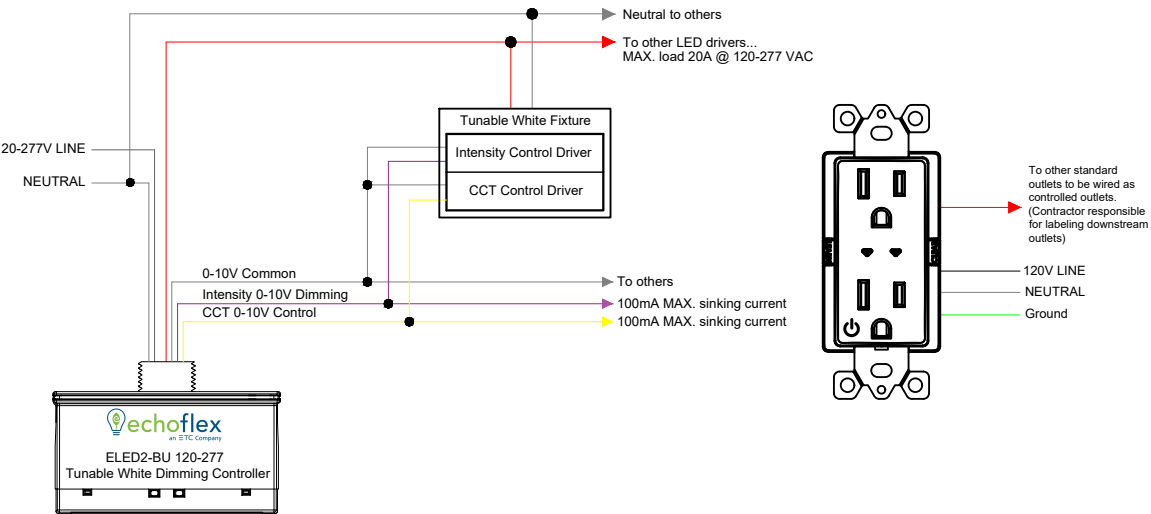 Neutral to others
To other LED drivers...
MAX. load 20A @ 120-277 VAC
Tunable White Fixture
Intensity Control Driver
CCT Control Driver
20-277V LINE
NEUTRAL
0-10V Common
Intensity 0-10V Dimming
CCT 0-10V Control
To others
100mA MAX. sinking current
100mA MAX. sinking current
echoflex
an ETC Company
ELED2-BU 120-277
Tunable White Dimming Controller
To other standard
outlets to be wired as
controlled outlets.
(Contractor responsible
for labeling downstream
outlets)
120V LINE
NEUTRAL
Ground